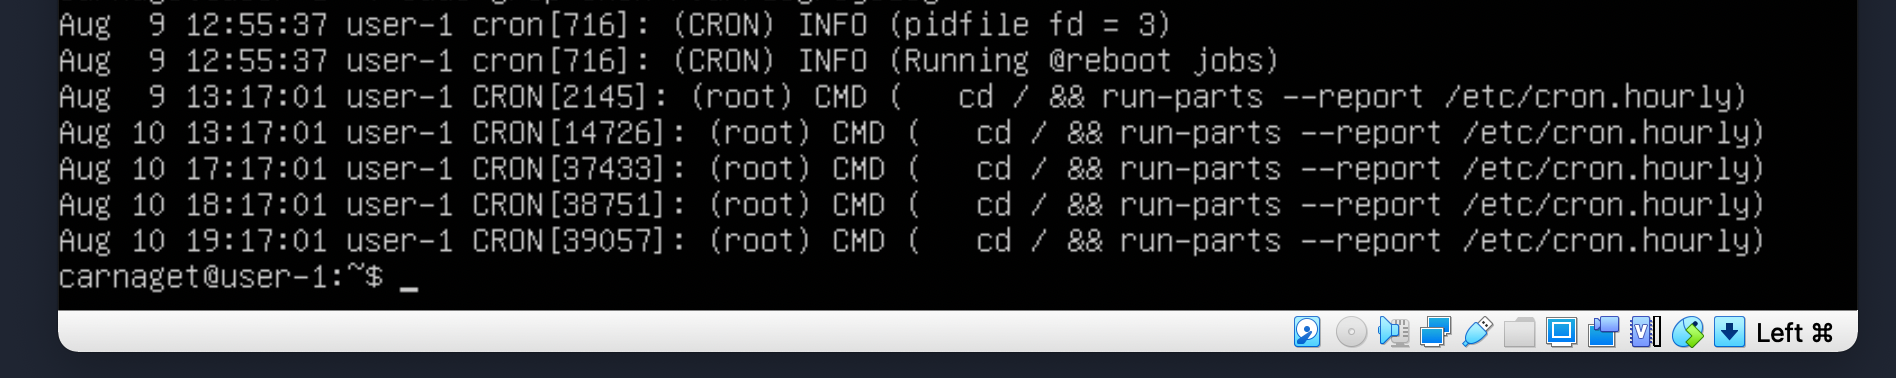 Aug  9 12:55:37 user-1 cron[716]: (CRON) INFO (pidfile fd = 3)
Aug  9 12:55:37 user-1 cron[716]: (CRON) INFO (Running @reboot jobs)
Aug  9 13:17:01 user-1 CRON[2145]: (root) CMD (   cd / && run-parts --report /etc/cron.hourly)
Aug 10 13:17:01 user-1 CRON[14726]: (root) CMD (   cd / && run-parts --report /etc/cron.hourly)
Aug 10 17:17:01 user-1 CRON[37433]: (root) CMD (   cd / && run-parts --report /etc/cron.hourly)
Aug 10 18:17:01 user-1 CRON[38751]: (root) CMD (   cd / && run-parts --report /etc/cron.hourly)
Aug 10 19:17:01 user-1 CRON[39057]: (root) CMD (   cd / && run-parts --report /etc/cron.hourly)
carnaget@user-1:~$ _
Left ⌘